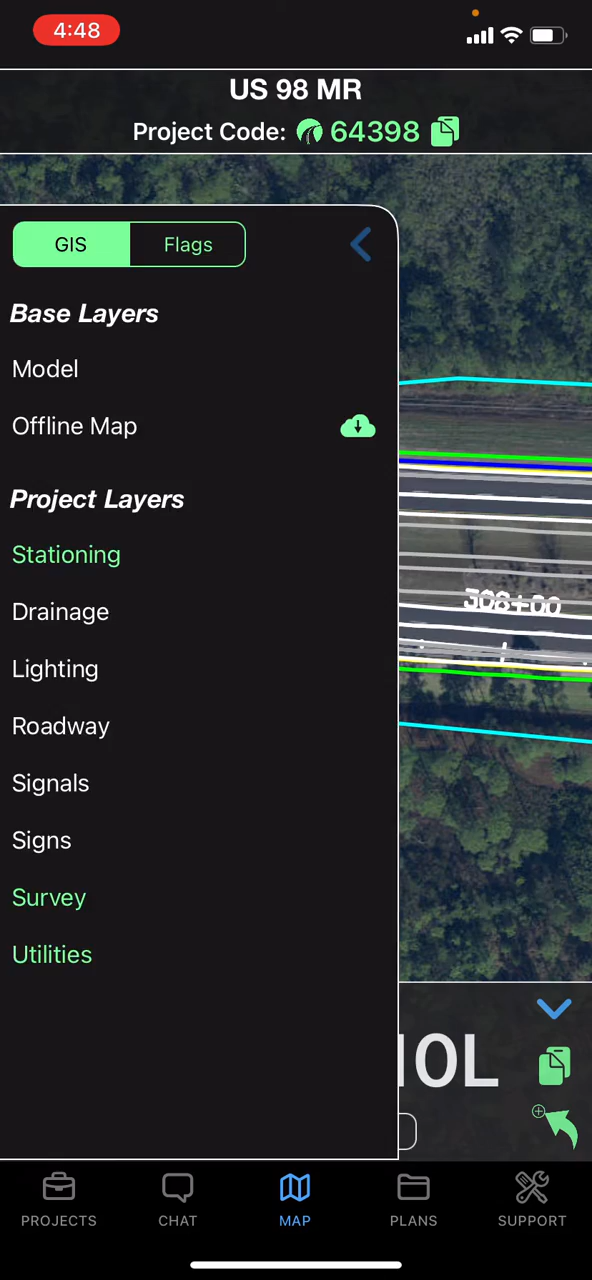 4:48
US 98 MR
Project Code: 64398
GIS
Flags
Base Layers
Model
Offline Map
Project Layers
Stationing
Drainage
308+00
Lighting
Roadway
Signals
Signs
Survey
Utilities
10L
PROJECTS
CHAT
MAP
PLANS
SUPPORT